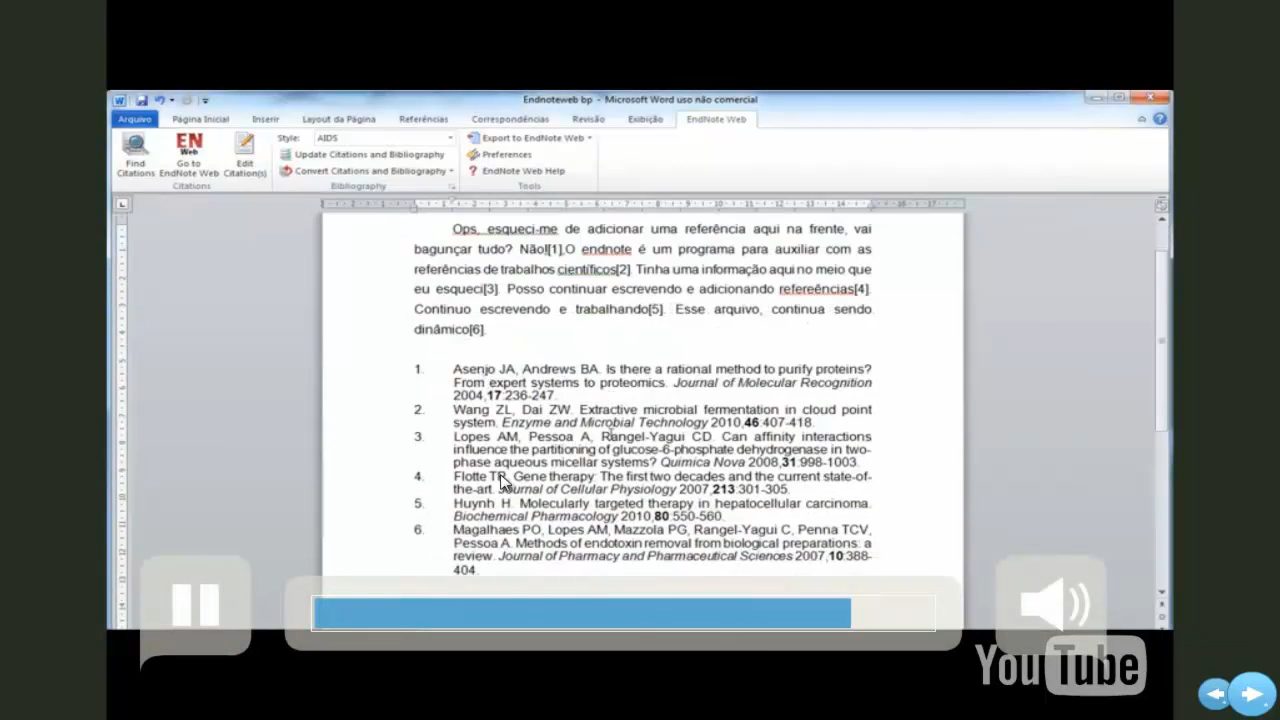 Endnoteweb bp - Microsoft Word uso não comercial
Arquivo Página Inicial Inserir Layout da Página Referências Correspondências Revisão Exibição EndNote Web
Find Citations
EN Web
Go to EndNote Web
Edit Citation(s)
Citations
Style: AIDS
Update Citations and Bibliography
Convert Citations and Bibliography
Bibliography
Export to EndNote Web
Preferences
EndNote Web Help
Tools
Ops, esqueci-me de adicionar uma referência aqui na frente, vai
bagunçar tudo? Não![1],O endnote é um programa para auxiliar com as
referências de trabalhos científicos[2]. Tinha uma informação aqui no meio que
eu esqueci[3]. Posso continuar escrevendo e adicionando refereências[4].
Continuo escrevendo e trabalhando[5]. Esse arquivo, continua sendo
dinâmico[6].
1. Asenjo JA, Andrews BA. Is there a rational method to purify proteins?
From expert systems to proteomics. Journal of Molecular Recognition
2004,17:236-247.
2. Wang ZL, Dai ZW. Extractive microbial fermentation in cloud point
system. Enzyme and Microbial Technology 2010,46:407-418.
3. Lopes AM, Pessoa A, Rangel-Yagui CD. Can affinity interactions
influence the partitioning of glucose-6-phosphate dehydrogenase in two-
phase aqueous micellar systems? Quimica Nova 2008,31:998-1003.
4. Flotte TR. Gene therapy: The first two decades and the current state-of-
the-art. Journal of Cellular Physiology 2007,213:301-305.
5. Huynh H. Molecularly targeted therapy in hepatocellular carcinoma.
Biochemical Pharmacology 2010,80:550-560.
6. Magalhaes PO, Lopes AM, Mazzola PG, Rangel-Yagui C, Penna TCV,
Pessoa A. Methods of endotoxin removal from biological preparations: a
review. Journal of Pharmacy and Pharmaceutical Sciences 2007,10:388-
404.
YouTube